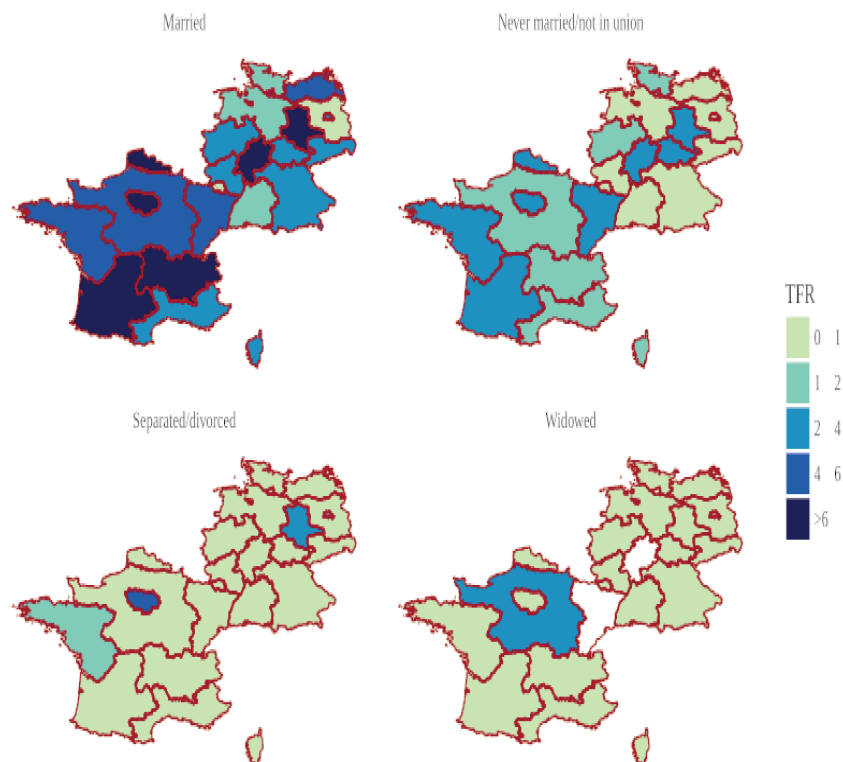 Married
Never married/not in union
TFR
0 1
1 2
2 4
4 6
>6
Separated/divorced
Widowed